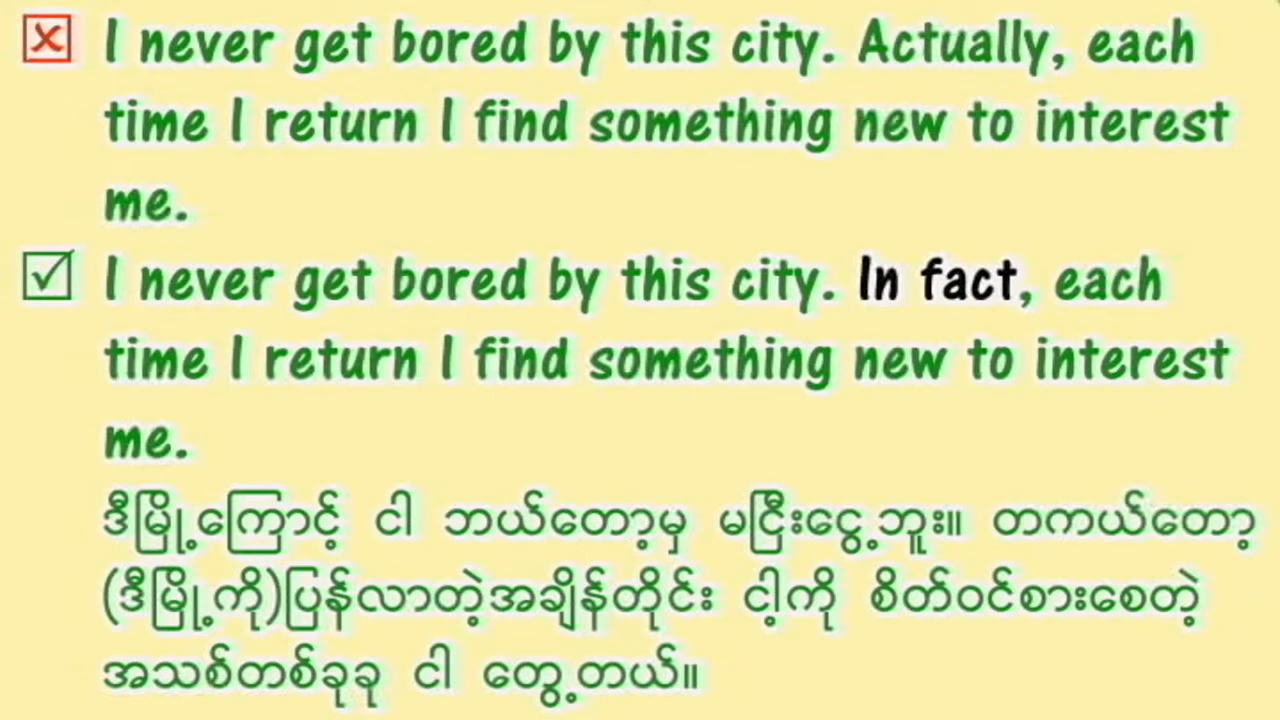 I never get bored by this city. Actually, each
time I return I find something new to interest
me.
I never get bored by this city. In fact, each
time I return I find something new to interest
me.
ဒီမြို့ကြောင့် ငါ ဘယ်တော့မှ မငြီးငွေ့ဘူး။ တကယ်တော့
(ဒီမြို့ကို)ပြန်လာတဲ့အချိန်တိုင်း ငါ့ကို စိတ်ဝင်စားစေတဲ့
အသစ်တစ်ခုခု ငါ တွေ့တယ်။